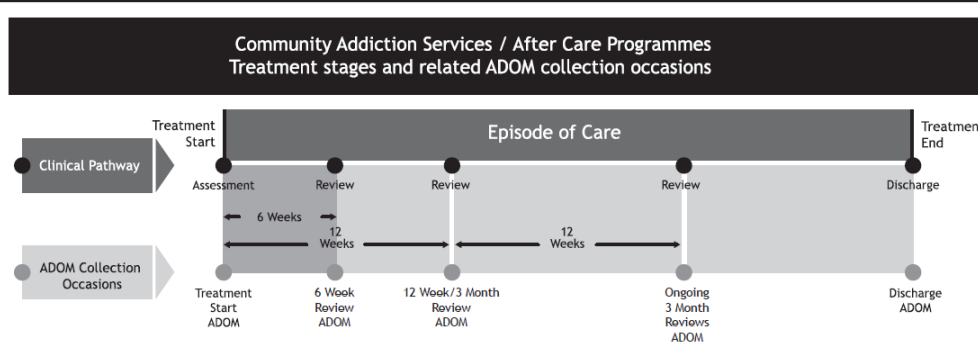 Community Addiction Services / After Care Programmes
Treatment stages and related ADOM collection occasions
Treatment
Start
Episode of Care
Treatmen
End
Clinical Pathway
Assessment
Review
Review
Review
Discharge
6 Weeks
12
Weeks
12
Weeks
ADOM Collection
Occasions
Treatment
Start
ADOM
6 Week
Review
ADOM
12 Week/3 Month
Review
ADOM
Ongoing
3 Month
Reviews
ADOM
Discharge
ADOM